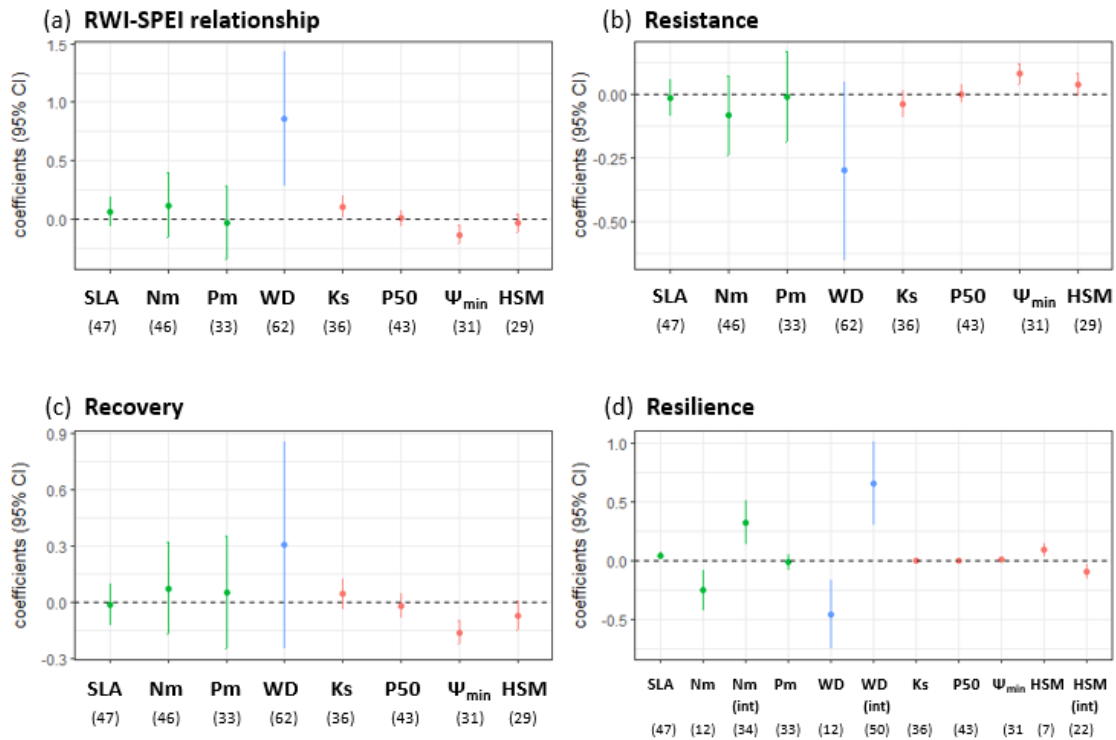 (a) RWI-SPEI relationship
coefficients (95% CI)
1.5
1.0
0.5
0.0
SLA Nm Pm WD Ks P50 Ψmin HSM
(47) (46) (33) (62) (36) (43) (31) (29)
(b) Resistance
coefficients (95% CI)
0.00
-0.25
-0.50
SLA Nm Pm WD Ks P50 Ψmin HSM
(47) (46) (33) (62) (36) (43) (31) (29)
(c) Recovery
coefficients (95% CI)
0.9
0.6
0.3
0.0
-0.3
SLA Nm Pm WD Ks P50 Ψmin HSM
(47) (46) (33) (62) (36) (43) (31) (29)
(d) Resilience
coefficients (95% CI)
1.0
0.5
0.0
-0.5
SLA Nm Nm Pm WD WD Ks P50 Ψmin HSM HSM
(int) (int) (int)
(47) (12) (34) (33) (12) (50) (36) (43) (31 (7) (22)